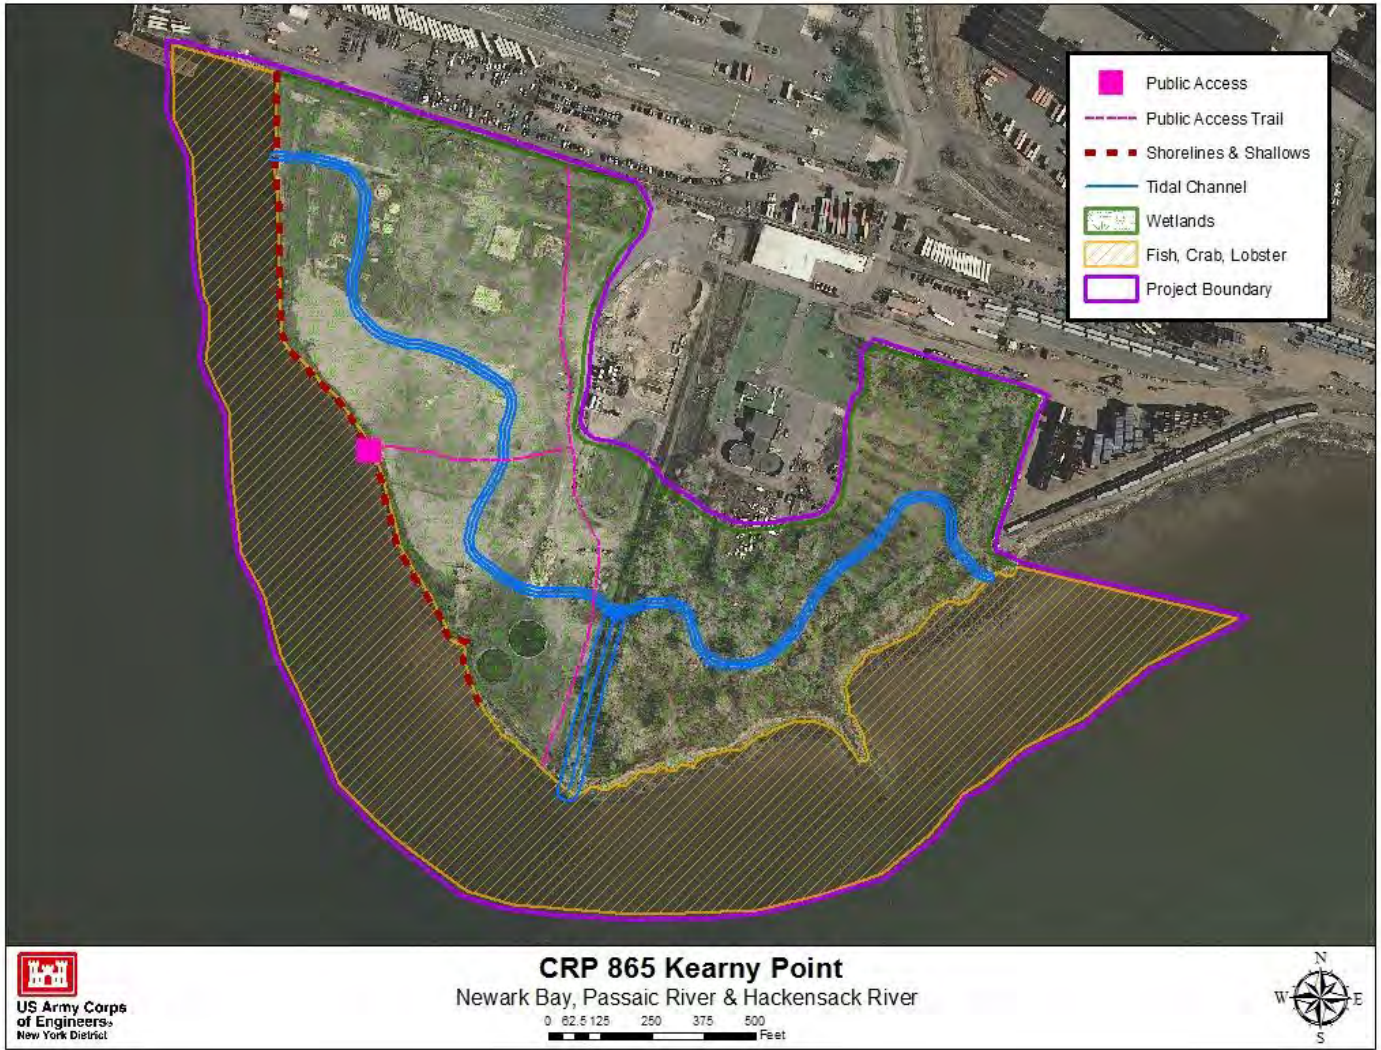 Public Access
Public Access Trail
Shorelines & Shallows
Tidal Channel
Wetlands
Fish, Crab, Lobster
Project Boundary
US Army Corps
of Engineers®
New York District
CRP 865 Kearny Point
Newark Bay, Passaic River & Hackensack River
0 62.5 125 250 375 500
Feet
N
W E
S